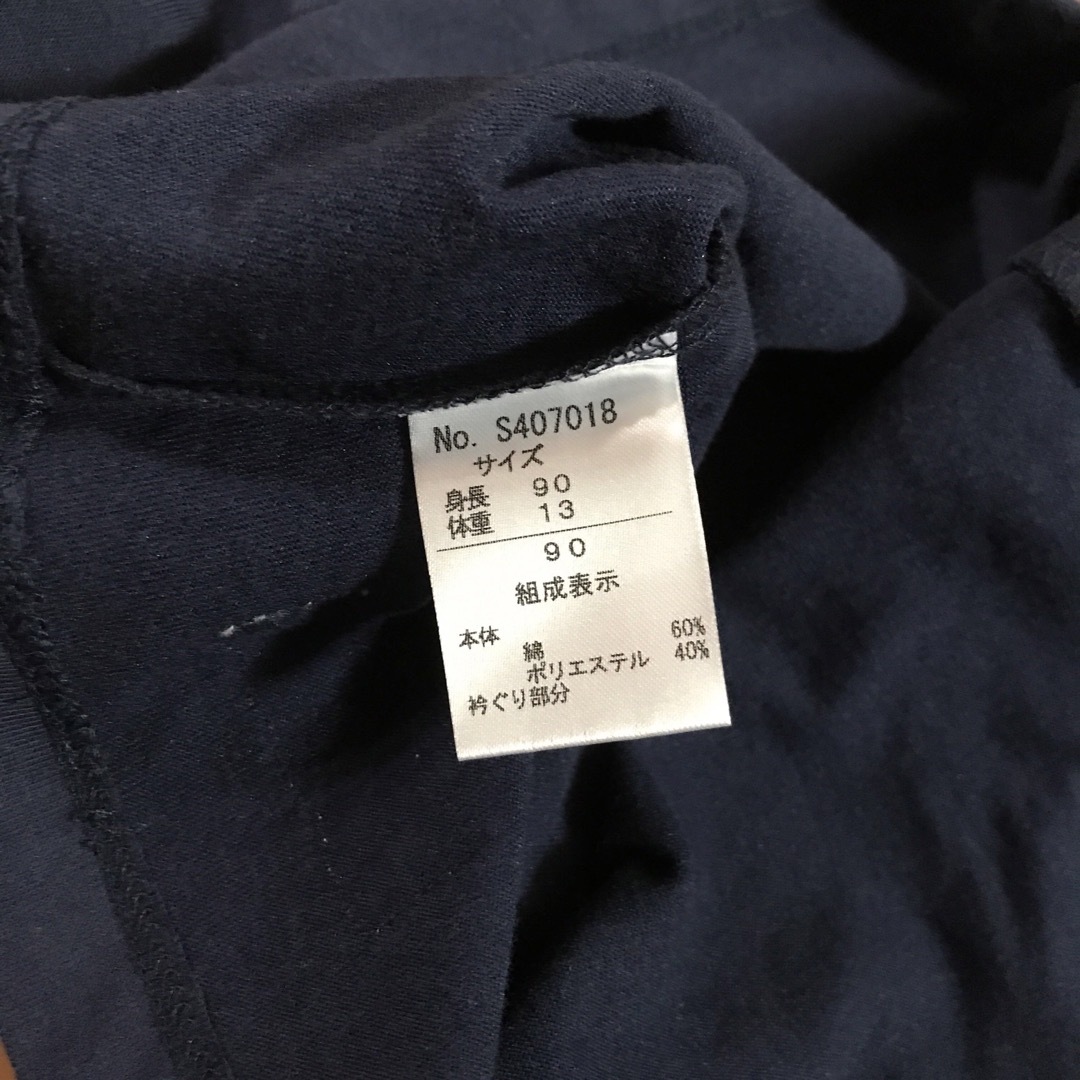 No. S407018
サイズ
身長 90
体重 13
90
組成表示
本体
綿 60%
ポリエステル 40%
衿ぐり部分